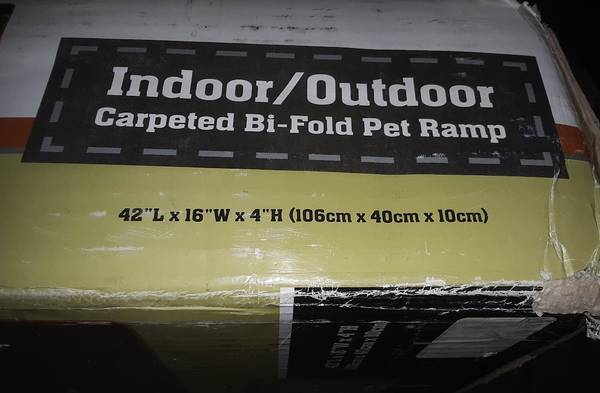 Indoor/Outdoor
Carpeted Bi-Fold Pet Ramp
42"L x 16"W x 4"H (106cm x 40cm x 10cm)